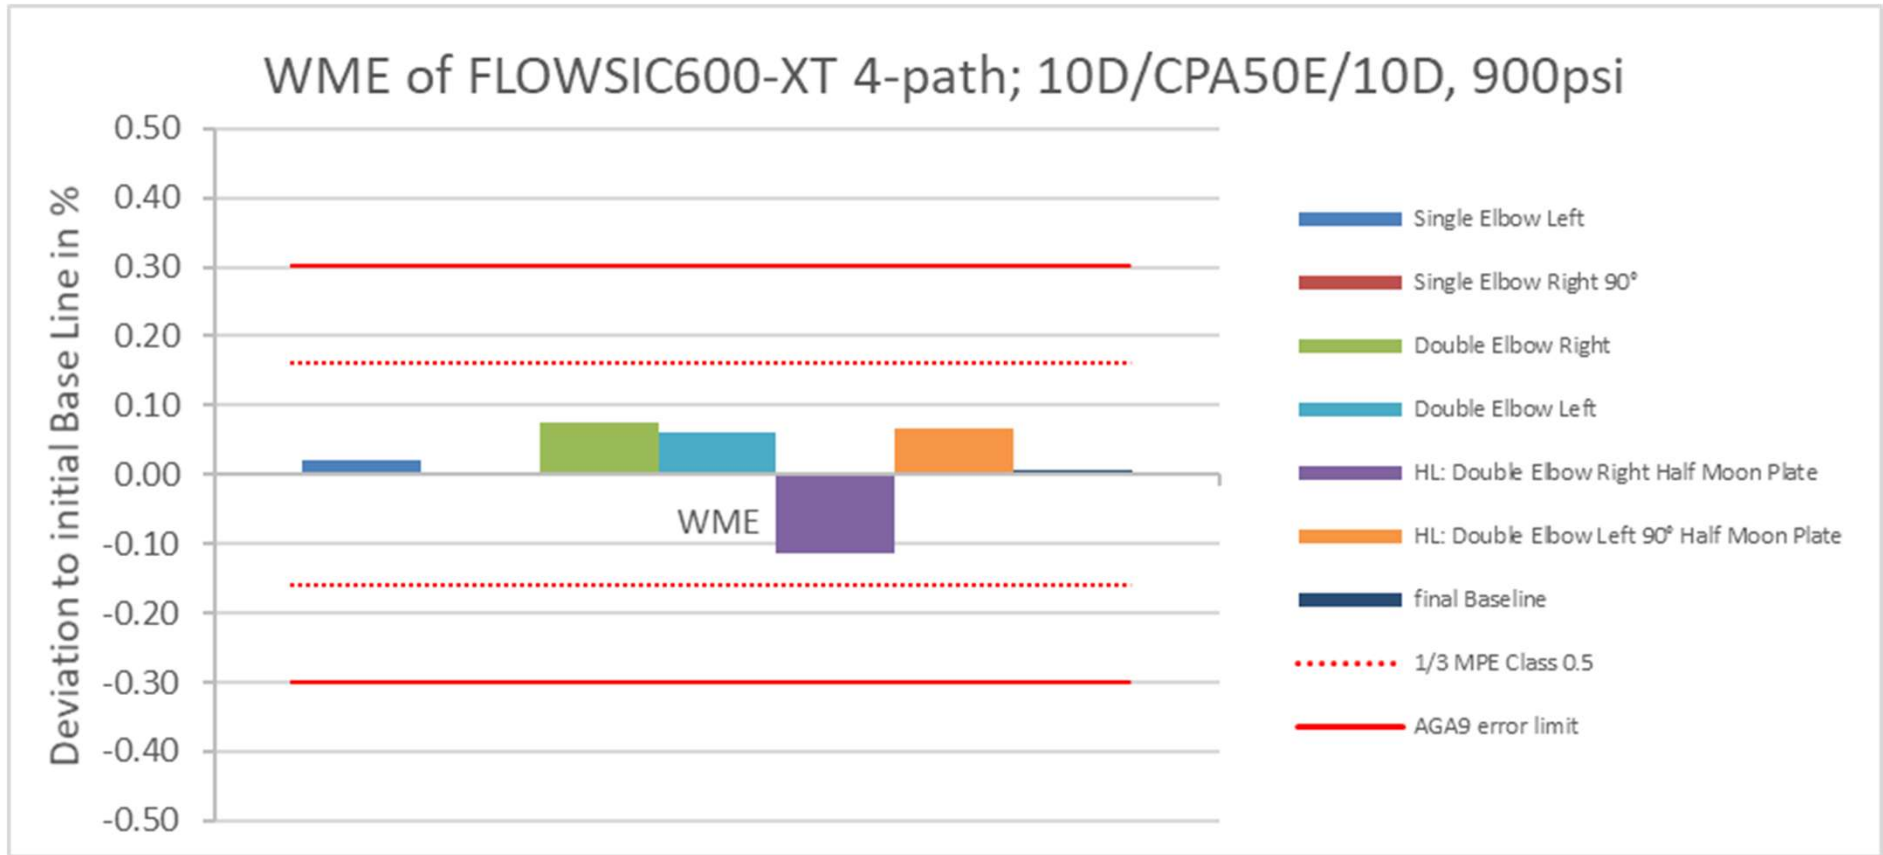 WME of FLOWSIC600-XT 4-path; 10D/CPA50E/10D, 900psi
Deviation to initial Base Line in %
0.50
0.40
0.30
0.20
0.10
0.00
-0.10
-0.20
-0.30
-0.40
-0.50
WME
Single Elbow Left
Single Elbow Right 90°
Double Elbow Right
Double Elbow Left
HL: Double Elbow Right Half Moon Plate
HL: Double Elbow Left 90° Half Moon Plate
final Baseline
1/3 MPE Class 0.5
AGA9 error limit